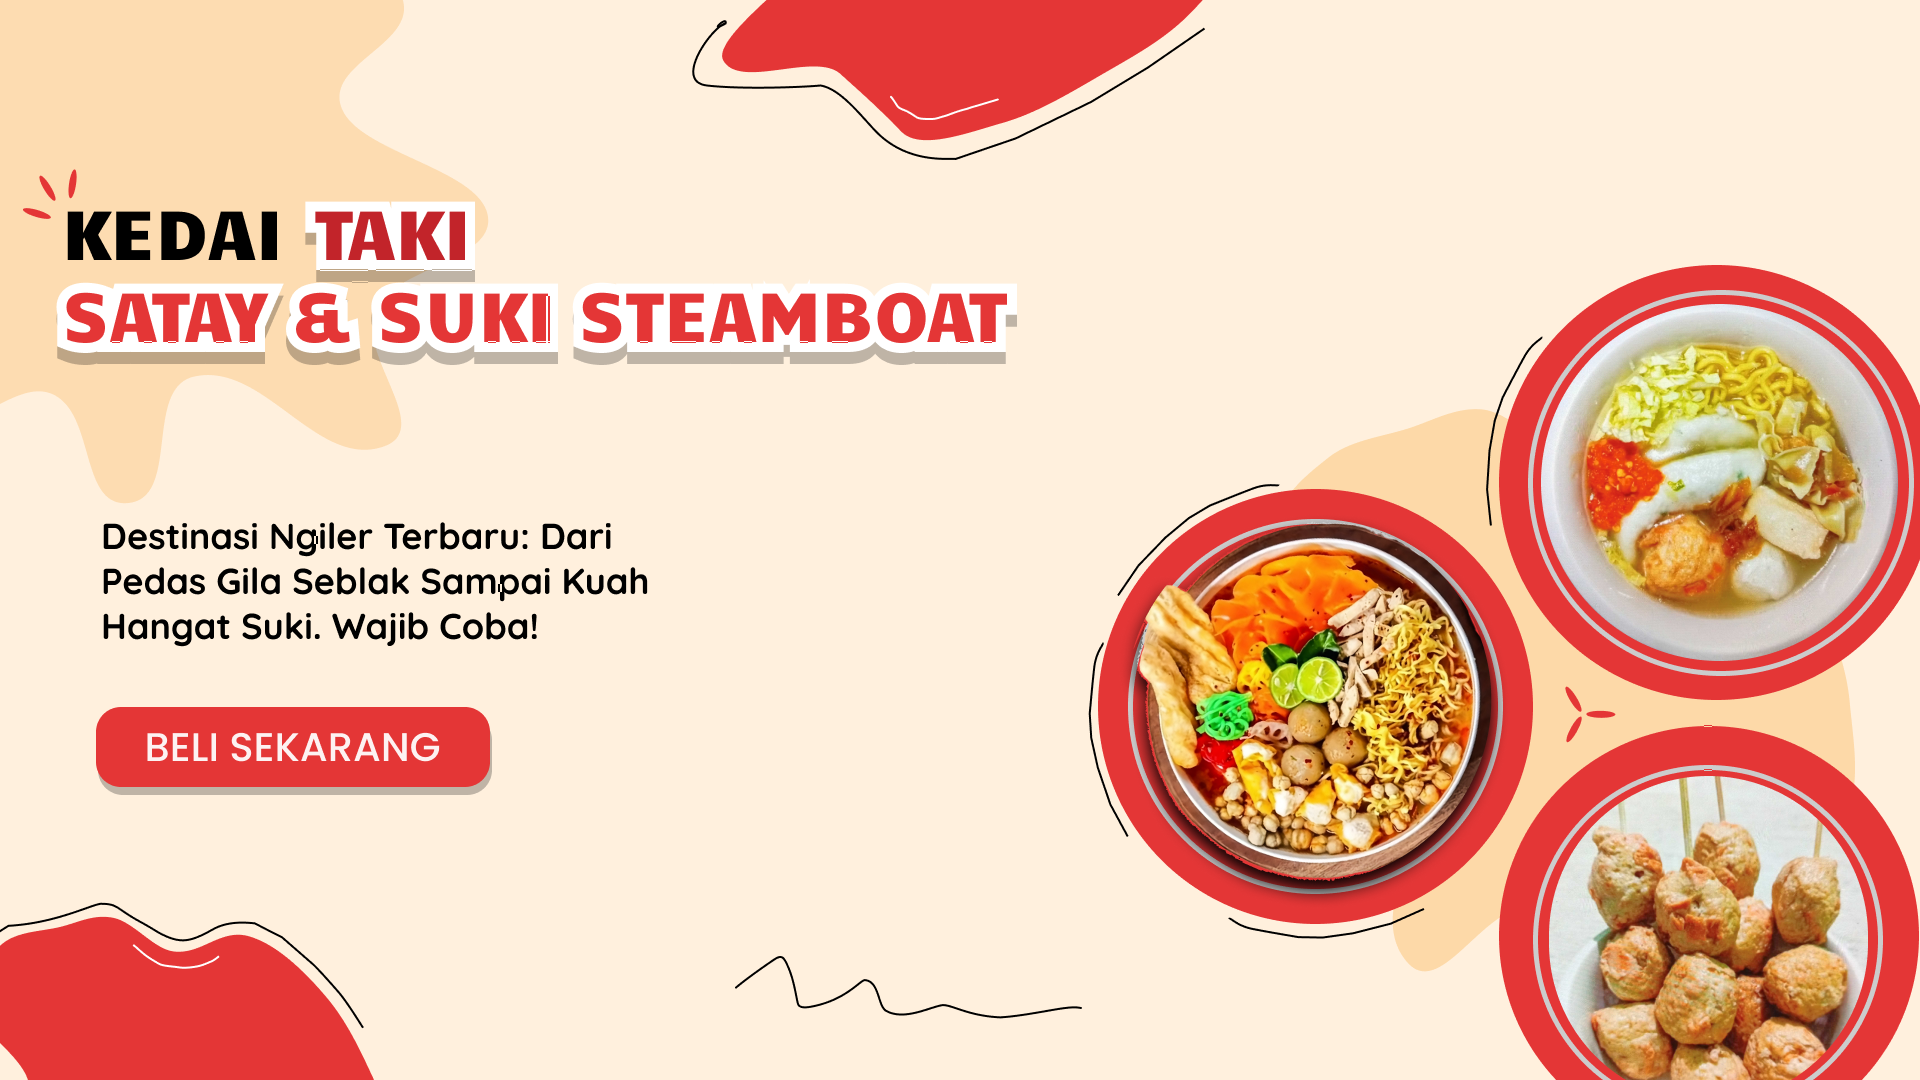 KEDAI TAKI
SATAY & SUKI STEAMBOAT
Destinasi Ngiler Terbaru: Dari
Pedas Gila Seblak Sampai Kuah
Hangat Suki. Wajib Coba!
BELI SEKARANG